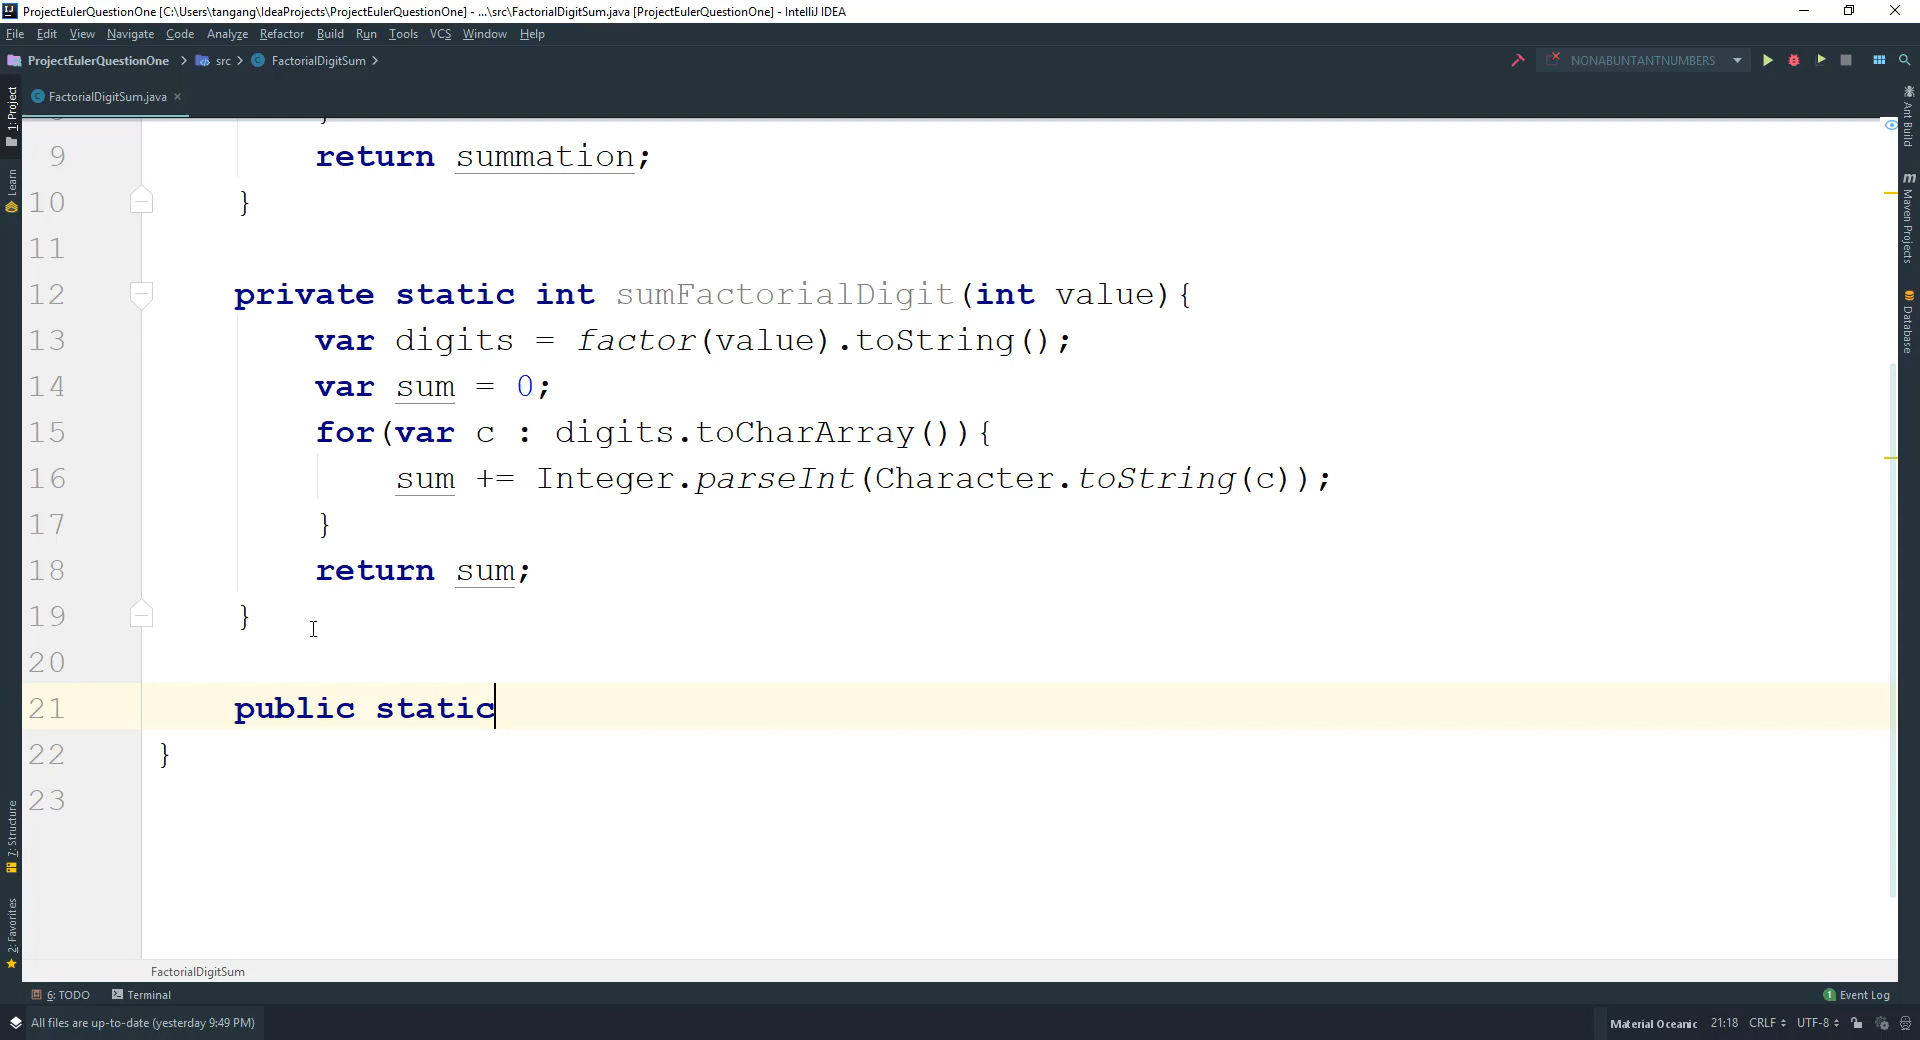 ProjectEulerQuestionOne [C:\Users\tangang\IdeaProjects\ProjectEulerQuestionOne] - ...\src\FactorialDigitSum.java [ProjectEulerQuestionOne] - IntelliJ IDEA
File Edit View Navigate Code Analyze Refactor Build Run Tools VCS Window Help
ProjectEulerQuestionOne src FactorialDigitSum NONABUNTANTNUMBERS
FactorialDigitSum.java
1: Project
Learn
7: Structure
2: Favorites
9 return summation;
10 }
11
12 private static int sumFactorialDigit(int value){
13 var digits = factor(value).toString();
14 var sum = 0;
15 for(var c : digits.toCharArray()){
16 sum += Integer.parseInt(Character.toString(c));
17 }
18 return sum;
19 }
20
21 public static
22 }
23
Ant Build
Maven Projects
Database
FactorialDigitSum
6: TODO Terminal 1 Event Log
All files are up-to-date (yesterday 9:49 PM) Material Oceanic 21:18 CRLF UTF-8